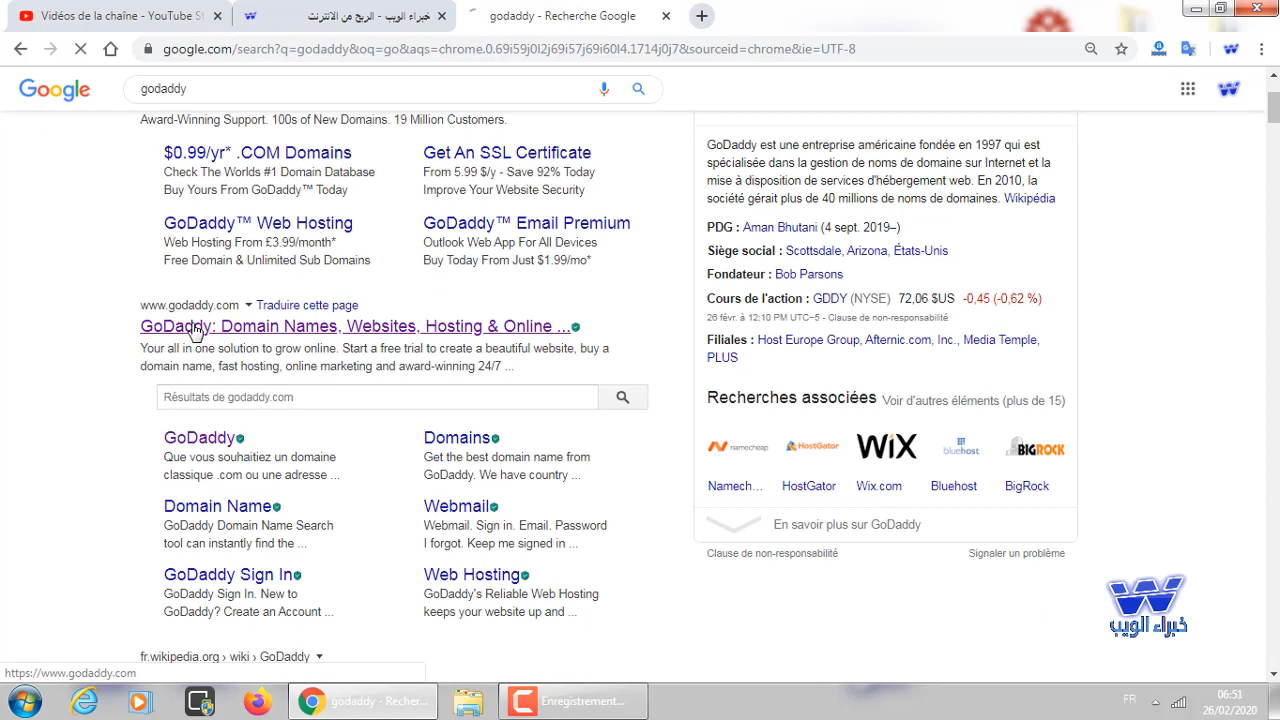 Vidéos de la chaîne - YouTube S
خبراء الويب - الربح من الانترنت
godaddy - Recherche Google
google.com/search?q=godaddy&oq=go&aqs=chrome.0.69i59j0l2j69i57j69i60l4.1714j0j7&sourceid=chrome&ie=UTF-8
Google
godaddy
Award-Winning Support. 100s of New Domains. 19 Million Customers.
$0.99/yr* .COM Domains
Check The Worlds #1 Domain Database
Buy Yours From GoDaddy™ Today
Get An SSL Certificate
From 5.99 $/y - Save 92% Today
Improve Your Website Security
GoDaddy™ Web Hosting
Web Hosting From £3.99/month*
Free Domain & Unlimited Sub Domains
GoDaddy™ Email Premium
Outlook Web App For All Devices
Buy Today From Just $1.99/mo*
www.godaddy.com Traduire cette page
GoDaddy: Domain Names, Websites, Hosting & Online ...
Your all in one solution to grow online. Start a free trial to create a beautiful website, buy a
domain name, fast hosting, online marketing and award-winning 24/7 ...
Résultats de godaddy.com
GoDaddy
Que vous souhaitiez un domaine
classique .com ou une adresse ...
Domains
Get the best domain name from
GoDaddy. We have country ...
Domain Name
GoDaddy Domain Name Search
tool can instantly find the ...
Webmail
Webmail. Sign in. Email. Password
I forgot. Keep me signed in ...
GoDaddy Sign In
GoDaddy Sign In. New to
GoDaddy? Create an Account ...
Web Hosting
GoDaddy's Reliable Web Hosting
keeps your website up and ...
fr.wikipedia.org › wiki › GoDaddy
GoDaddy est une entreprise américaine fondée en 1997 qui est
spécialisée dans la gestion de noms de domaine sur Internet et la
mise à disposition de services d'hébergement web. En 2010, la
société gérait plus de 40 millions de noms de domaines. Wikipédia
PDG : Aman Bhutani (4 sept. 2019–)
Siège social : Scottsdale, Arizona, États-Unis
Fondateur : Bob Parsons
Cours de l'action : GDDY (NYSE) 72,06 $US -0,45 (-0,62 %)
26 févr. à 12:10 PM UTC−5 - Clause de non-responsabilité
Filiales : Host Europe Group, Afternic.com, Inc., Media Temple,
PLUS
Recherches associées Voir d'autres éléments (plus de 15)
namecheap
HostGator
WIX
bluehost
BIGROCK
Namech...
HostGator
Wix.com
Bluehost
BigRock
En savoir plus sur GoDaddy
Clause de non-responsabilité
Signaler un problème
خبراء الويب
https://www.godaddy.com
godaddy - Recher...
Enregistrement...
FR
06:51
26/02/2020